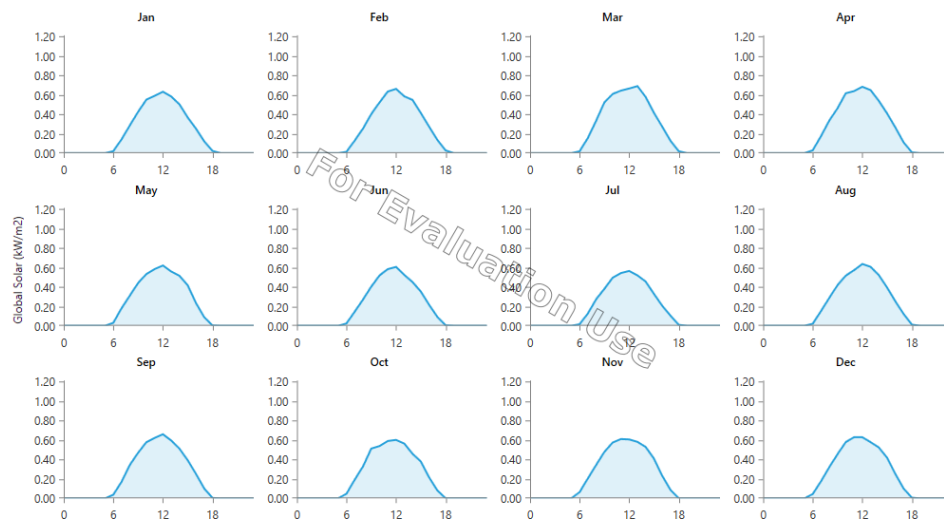 Jan Feb Mar Apr
1.20 1.20 1.20 1.20
1.00 1.00 1.00 1.00
0.80 0.80 0.80 0.80
0.60 0.60 0.60 0.60
0.40 0.40 0.40 0.40
0.20 0.20 0.20 0.20
0.00 0.00 0.00 0.00
0 6 12 18 0 6 12 18 0 6 12 18 0 6 12 18
For Evaluation Use
May Jun Jul Aug
Global Solar (kW/m2)
1.20 1.20 1.20 1.20
1.00 1.00 1.00 1.00
0.80 0.80 0.80 0.80
0.60 0.60 0.60 0.60
0.40 0.40 0.40 0.40
0.20 0.20 0.20 0.20
0.00 0.00 0.00 0.00
0 6 12 18 0 6 12 18 0 6 12 18 0 6 12 18
Sep Oct Nov Dec
1.20 1.20 1.20 1.20
1.00 1.00 1.00 1.00
0.80 0.80 0.80 0.80
0.60 0.60 0.60 0.60
0.40 0.40 0.40 0.40
0.20 0.20 0.20 0.20
0.00 0.00 0.00 0.00
0 6 12 18 0 6 12 18 0 6 12 18 0 6 12 18